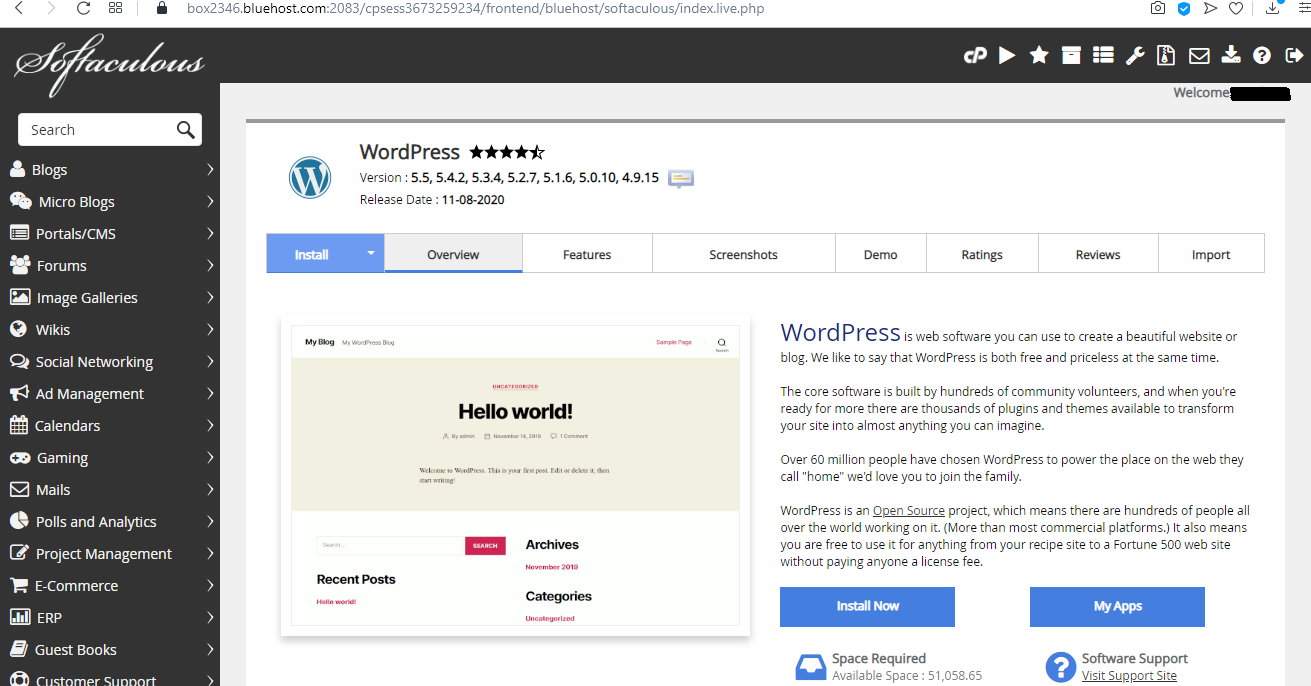 box2346.bluehost.com:2083/cpsess3673259234/frontend/bluehost/softaculous/index.live.php
Softaculous
cP
Welcome
Search
Blogs
Micro Blogs
Portals/CMS
Forums
Image Galleries
Wikis
Social Networking
Ad Management
Calendars
Gaming
Mails
Polls and Analytics
Project Management
E-Commerce
ERP
Guest Books
Customer Support
WordPress
Version : 5.5, 5.4.2, 5.3.4, 5.2.7, 5.1.6, 5.0.10, 4.9.15
Release Date : 11-08-2020
Install Overview Features Screenshots Demo Ratings Reviews Import
My Blog My WordPress Blog Sample Page
Search
UNCATEGORIZED
Hello world!
By admin November 14, 2019 1 Comment
Welcome to WordPress. This is your first post. Edit or delete it, then
start writing!
Search ... SEARCH
Recent Posts
Hello world!
Archives
November 2019
Categories
Uncategorized
WordPress is web software you can use to create a beautiful website or
blog. We like to say that WordPress is both free and priceless at the same time.
The core software is built by hundreds of community volunteers, and when you're
ready for more there are thousands of plugins and themes available to transform
your site into almost anything you can imagine.
Over 60 million people have chosen WordPress to power the place on the web they
call "home" we'd love you to join the family.
WordPress is an Open Source project, which means there are hundreds of people all
over the world working on it. (More than most commercial platforms.) It also means
you are free to use it for anything from your recipe site to a Fortune 500 web site
without paying anyone a license fee.
Install Now My Apps
Space Required
Available Space : 51,058.65
Software Support
Visit Support Site